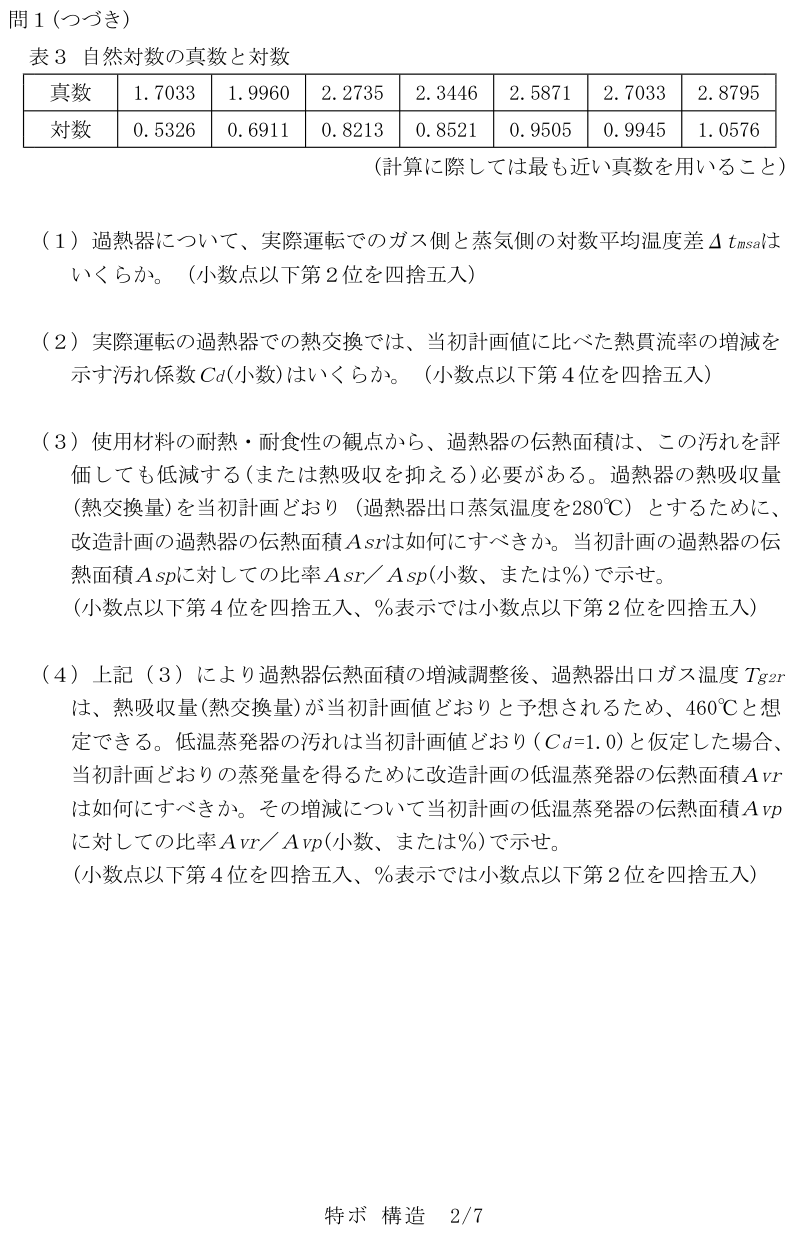 問１(つづき)
表３ 自然対数の真数と対数
真数 1.7033 1.9960 2.2735 2.3446 2.5871 2.7033 2.8795
対数 0.5326 0.6911 0.8213 0.8521 0.9505 0.9945 1.0576
(計算に際しては最も近い真数を用いること)
（１）過熱器について、実際運転でのガス側と蒸気側の対数平均温度差Δtmsaは
いくらか。（小数点以下第２位を四捨五入）
（２）実際運転の過熱器での熱交換では、当初計画値に比べた熱貫流率の増減を
示す汚れ係数Cd(小数)はいくらか。（小数点以下第４位を四捨五入）
（３）使用材料の耐熱・耐食性の観点から、過熱器の伝熱面積は、この汚れを評
価しても低減する(または熱吸収を抑える)必要がある。過熱器の熱吸収量
(熱交換量)を当初計画どおり（過熱器出口蒸気温度を280℃）とするために、
改造計画の過熱器の伝熱面積Asrは如何にすべきか。当初計画の過熱器の伝
熱面積Aspに対しての比率Asr／Asp(小数、または％)で示せ。
(小数点以下第４位を四捨五入、％表示では小数点以下第２位を四捨五入)
（４）上記（３）により過熱器伝熱面積の増減調整後、過熱器出口ガス温度Tg2r
は、熱吸収量(熱交換量)が当初計画値どおりと予想されるため、460℃と想
定できる。低温蒸発器の汚れは当初計画値どおり(Cd=1.0)と仮定した場合、
当初計画どおりの蒸発量を得るために改造計画の低温蒸発器の伝熱面積Avr
は如何にすべきか。その増減について当初計画の低温蒸発器の伝熱面積Avp
に対しての比率Avr／Avp(小数、または％)で示せ。
(小数点以下第４位を四捨五入、％表示では小数点以下第２位を四捨五入)
特ボ 構造 2/7